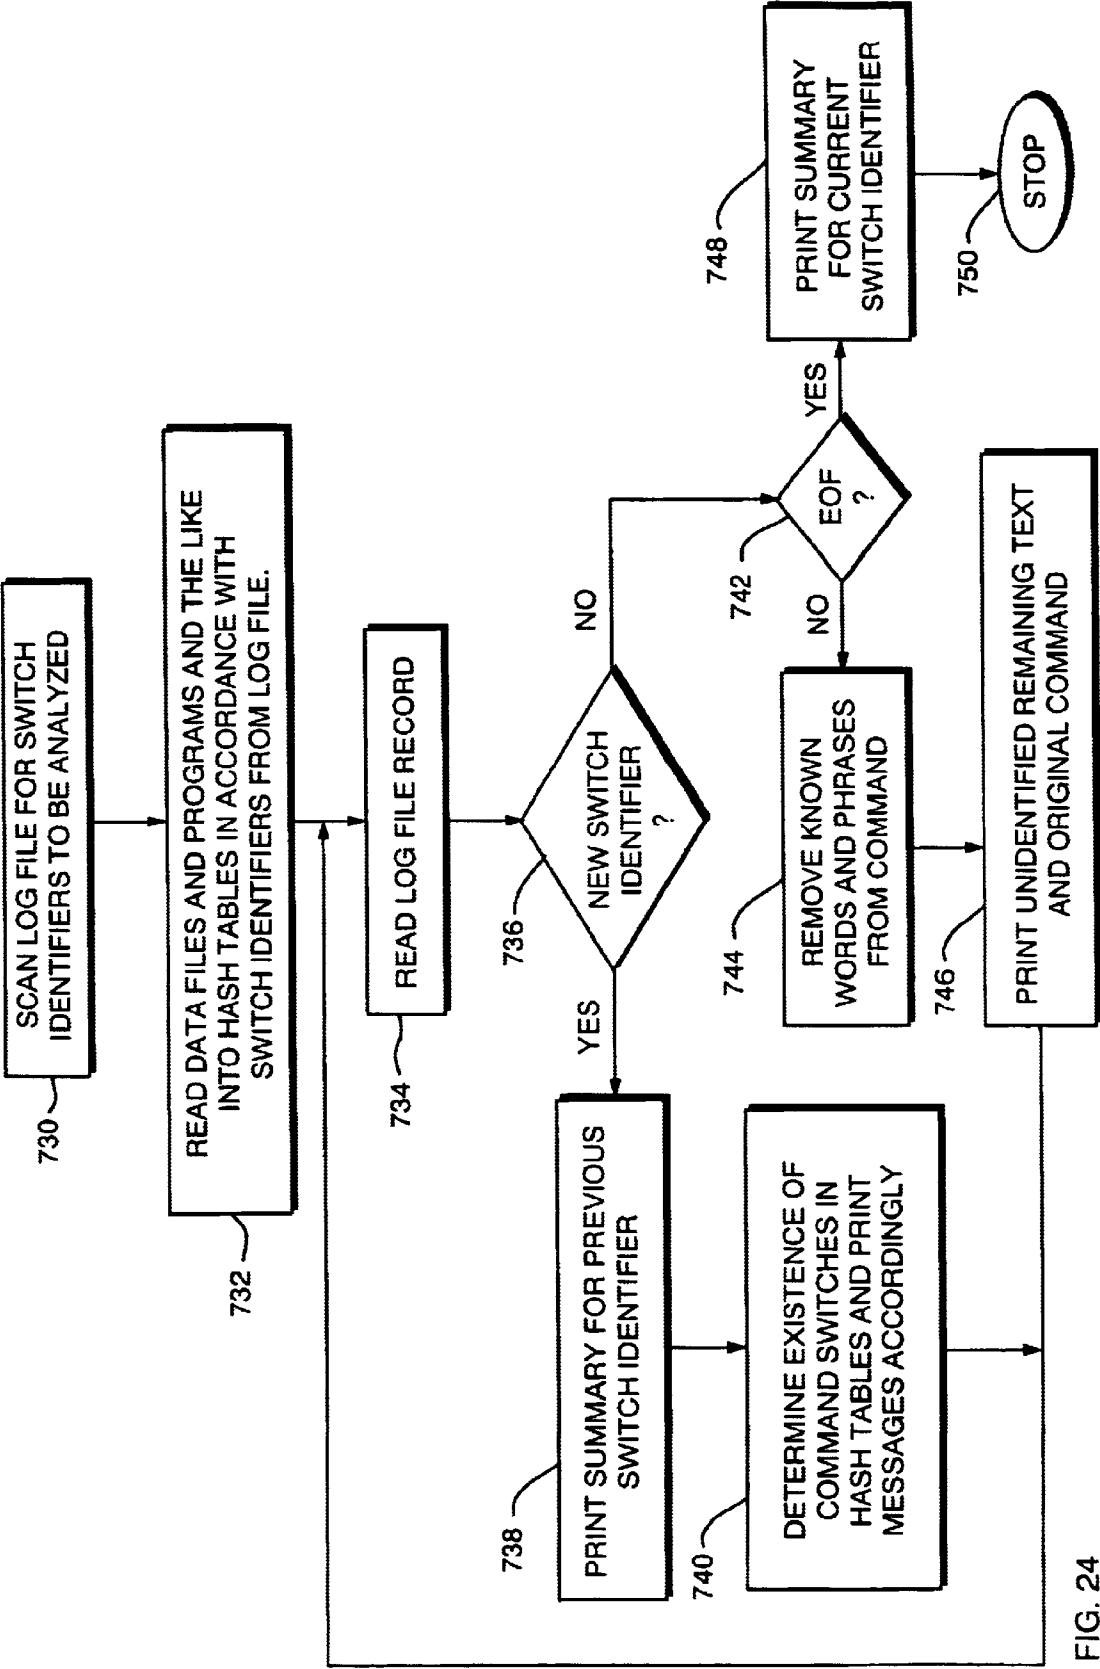 SCAN LOG FILE FOR SWITCH
IDENTIFIERS TO BE ANALYZED
730
READ DATA FILES AND PROGRAMS AND THE LIKE
INTO HASH TABLES IN ACCORDANCE WITH
SWITCH IDENTIFIERS FROM LOG FILE.
732
READ LOG FILE RECORD
734
NEW SWITCH
IDENTIFIER
?
736
YES
NO
PRINT SUMMARY FOR PREVIOUS
SWITCH IDENTIFIER
738
DETERMINE EXISTENCE OF
COMMAND SWITCHES IN
HASH TABLES AND PRINT
MESSAGES ACCORDINGLY
740
EOF
?
742
NO
YES
REMOVE KNOWN
WORDS AND PHRASES
FROM COMMAND
744
PRINT UNIDENTIFIED REMAINING TEXT
AND ORIGINAL COMMAND
746
PRINT SUMMARY
FOR CURRENT
SWITCH IDENTIFIER
748
STOP
750
FIG. 24